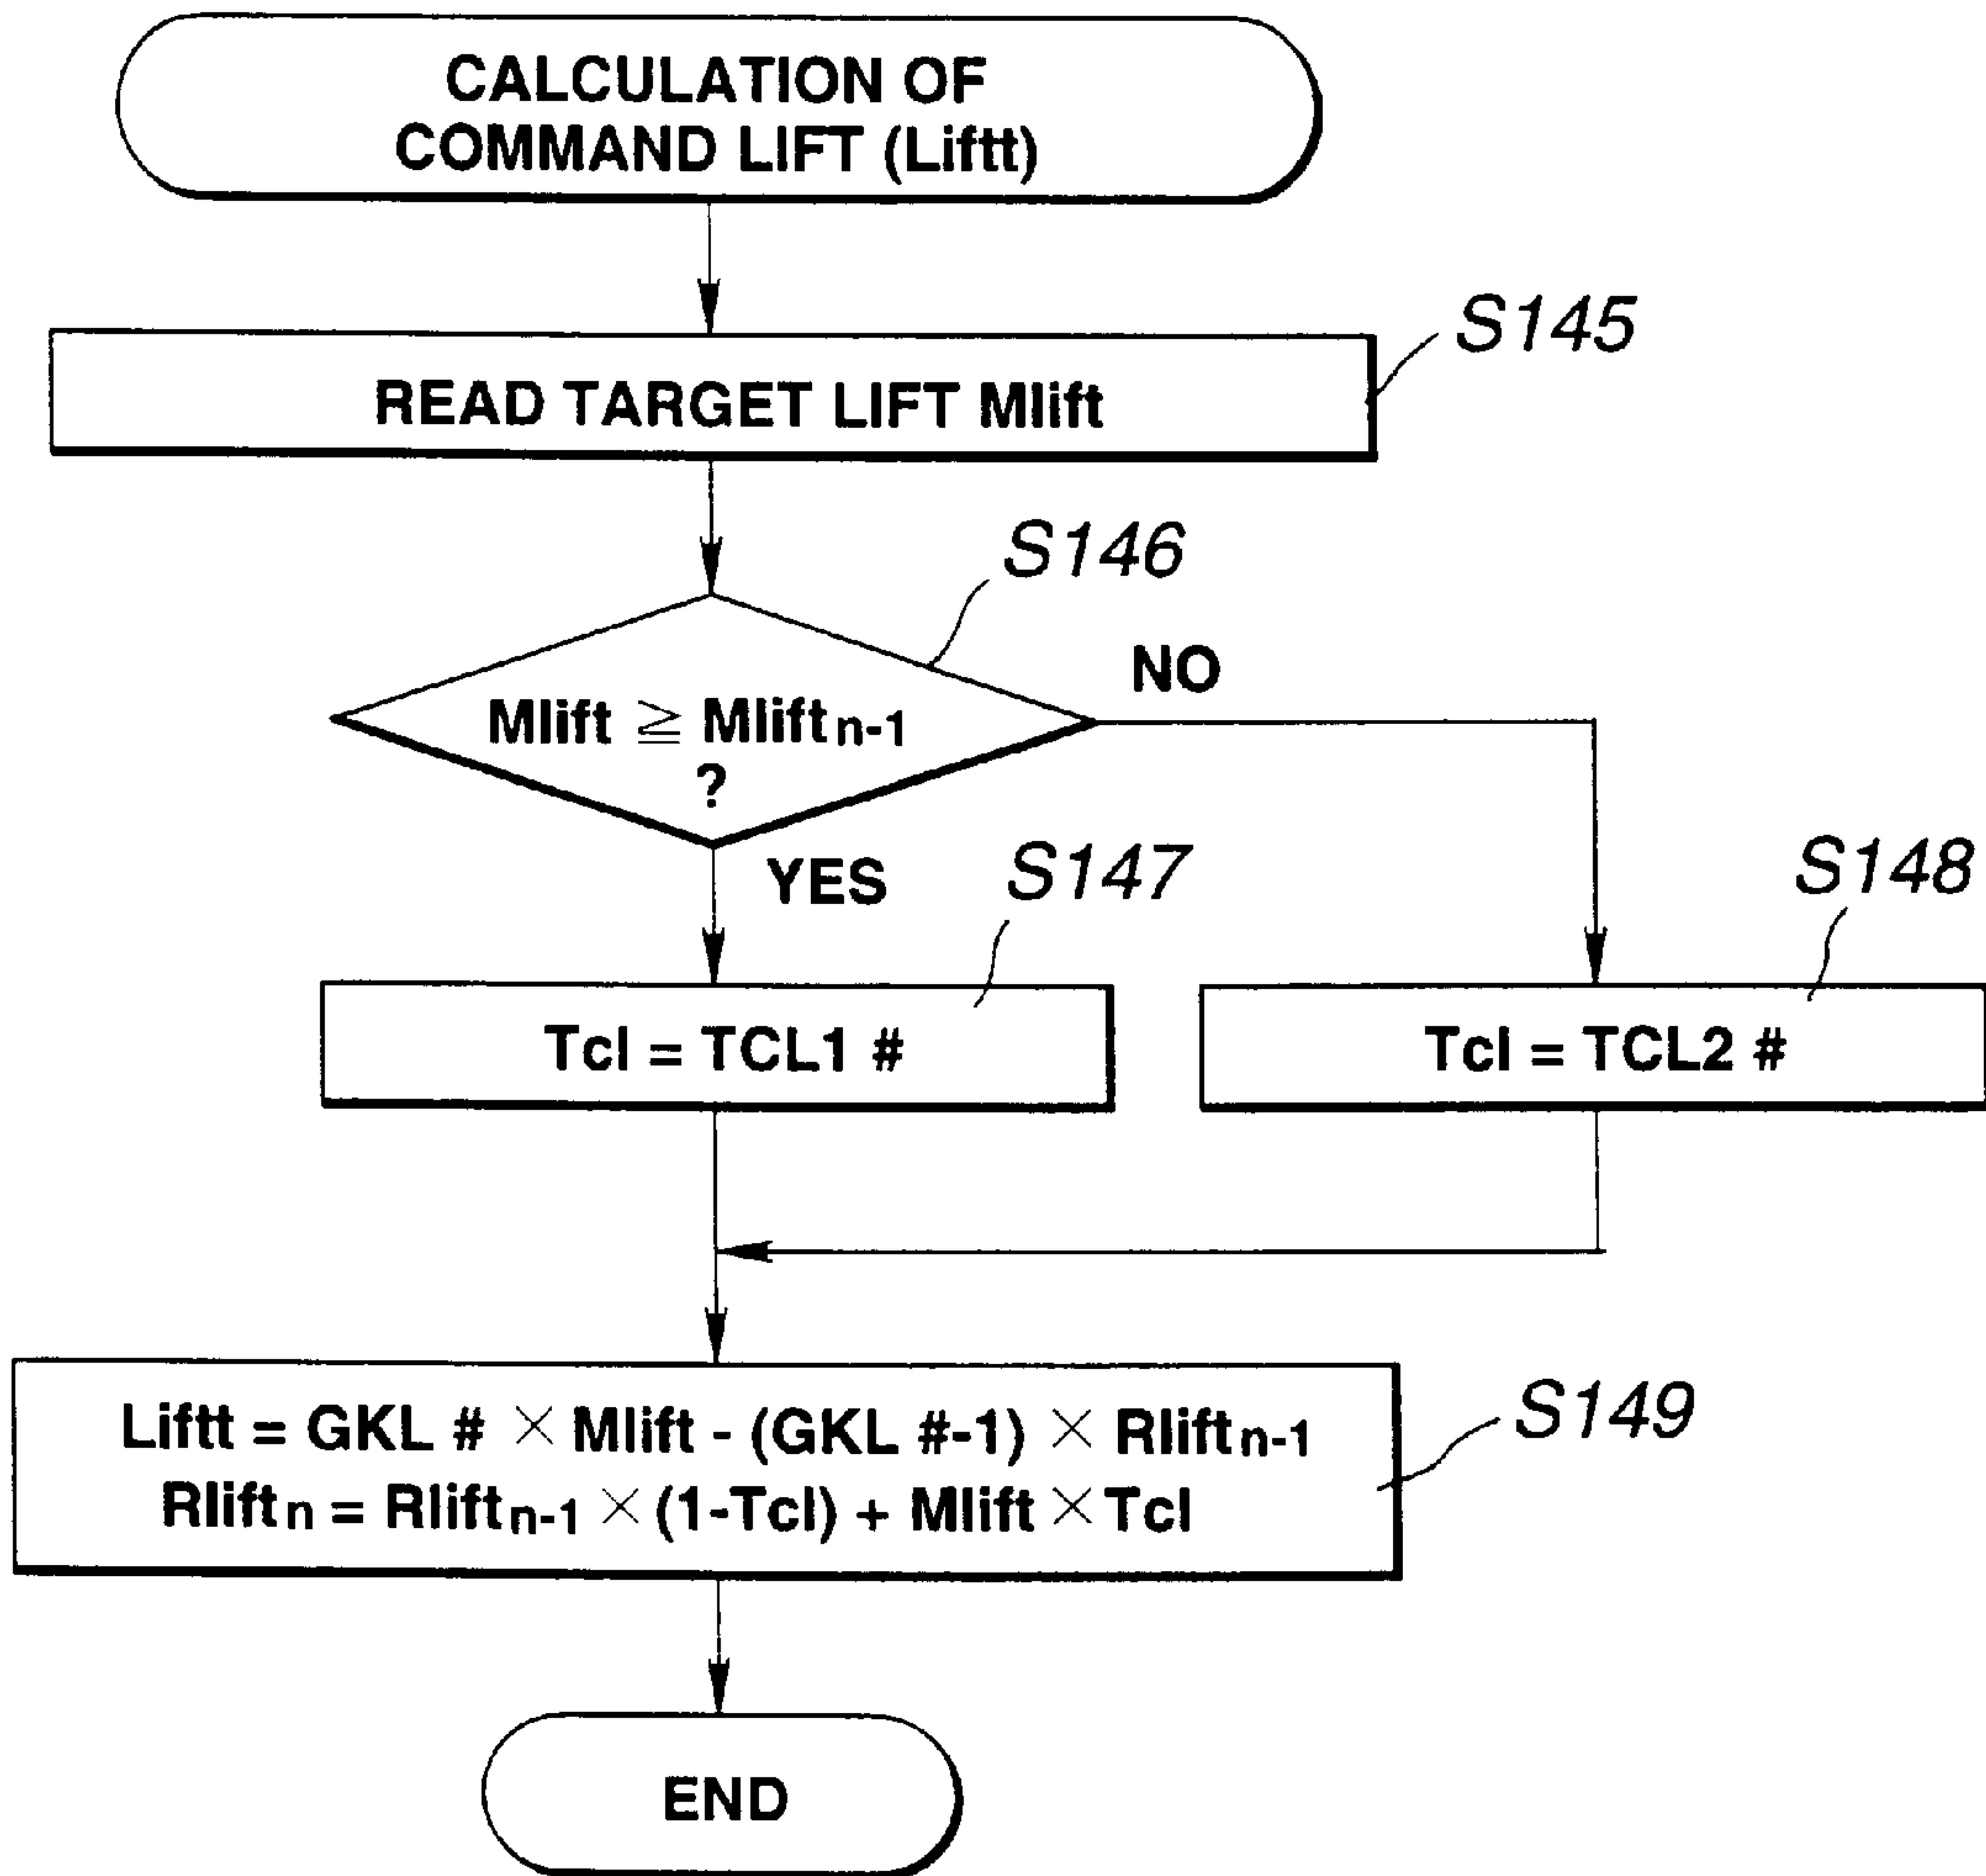 CALCULATION OF
COMMAND LIFT (Liftt)
S145
READ TARGET LIFT Mlift
S146
NO
Mlift ≧ Mliftn-1
?
YES
S147
S148
Tcl = TCL1 #
Tcl = TCL2 #
Liftt = GKL # × Mlift - (GKL #-1) × Rliftn-1
Rliftn = Rliftn-1 × (1-Tcl) + Mlift × Tcl
S149
END